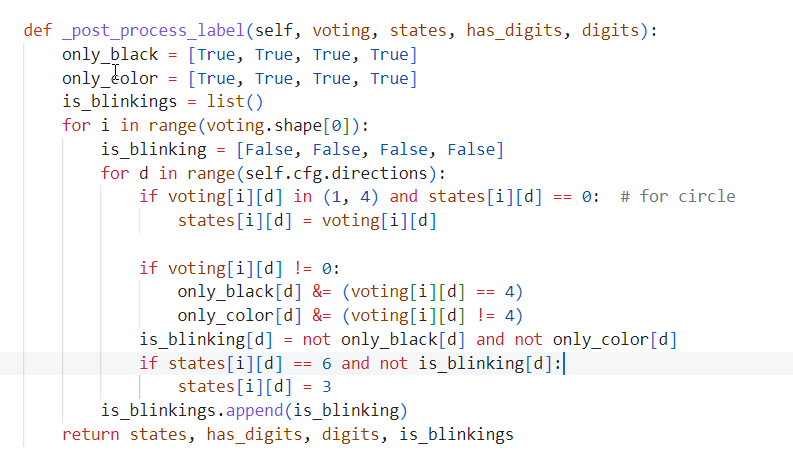 def _post_process_label(self, voting, states, has_digits, digits):
    only_black = [True, True, True, True]
    only_color = [True, True, True, True]
    is_blinkings = list()
    for i in range(voting.shape[0]):
        is_blinking = [False, False, False, False]
        for d in range(self.cfg.directions):
            if voting[i][d] in (1, 4) and states[i][d] == 0:  # for circle
                states[i][d] = voting[i][d]

            if voting[i][d] != 0:
                only_black[d] &= (voting[i][d] == 4)
                only_color[d] &= (voting[i][d] != 4)
            is_blinking[d] = not only_black[d] and not only_color[d]
            if states[i][d] == 6 and not is_blinking[d]:
                states[i][d] = 3
        is_blinkings.append(is_blinking)
    return states, has_digits, digits, is_blinkings